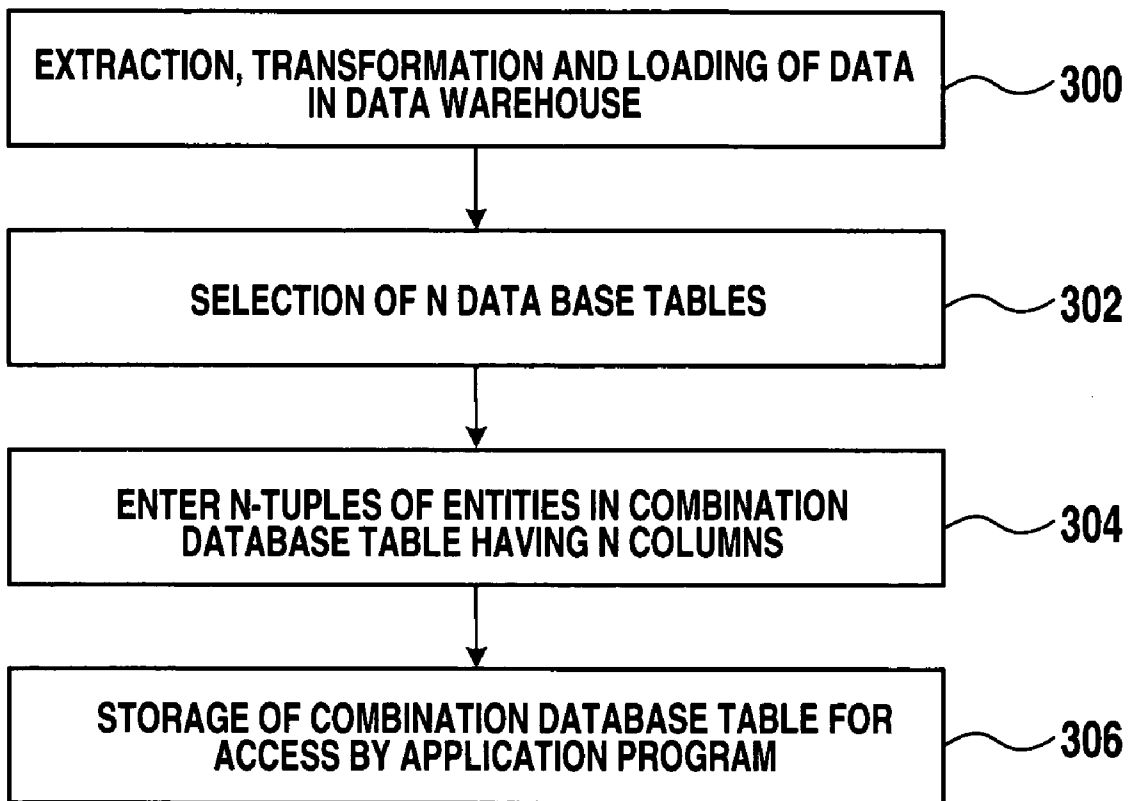 EXTRACTION, TRANSFORMATION AND LOADING OF DATA
IN DATA WAREHOUSE
300
SELECTION OF N DATA BASE TABLES
302
ENTER N-TUPLES OF ENTITIES IN COMBINATION
DATABASE TABLE HAVING N COLUMNS
304
STORAGE OF COMBINATION DATABASE TABLE FOR
ACCESS BY APPLICATION PROGRAM
306